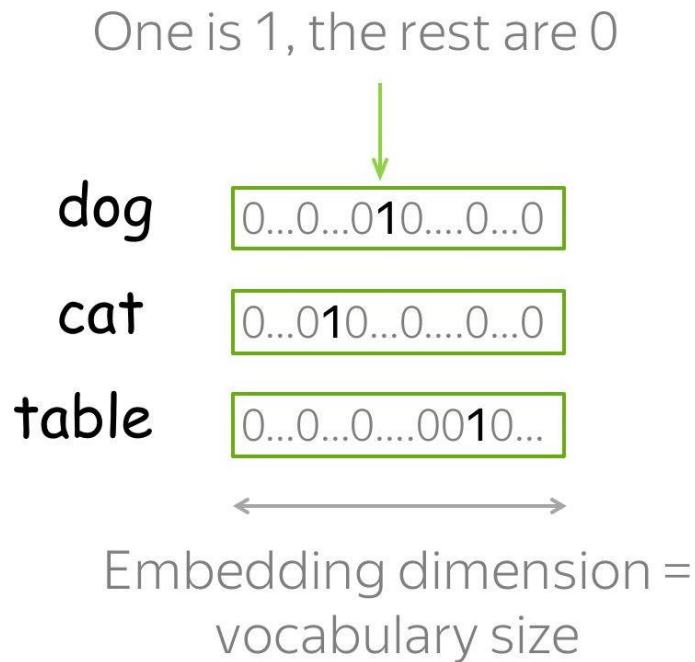 One is 1, the rest are 0
dog 0...0...010....0...0
cat 0...010...0....0...0
table 0...0...0....0010...
Embedding dimension =
vocabulary size